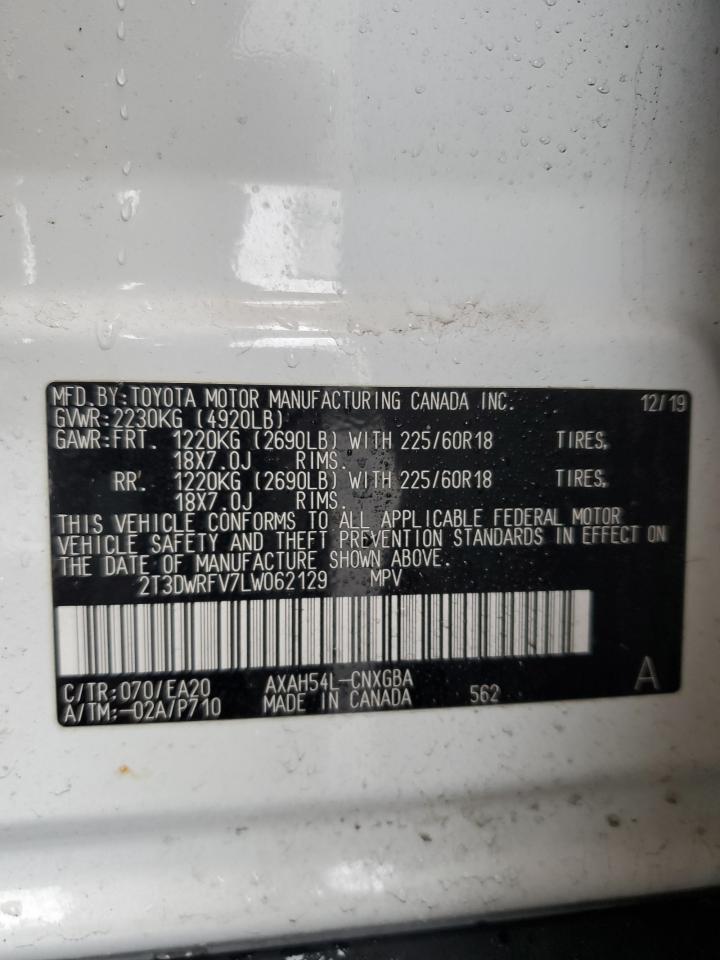 MFD.BY:TOYOTA MOTOR MANUFACTURING CANADA INC. 12/19
GVWR:2230KG (4920LB)
GAWR:FRT. 1220KG (2690LB) WITH 225/60R18 TIRES,
18X7.0J RIMS.
RR. 1220KG (2690LB) WITH 225/60R18 TIRES,
18X7.0J RIMS.
THIS VEHICLE CONFORMS TO ALL APPLICABLE FEDERAL MOTOR
VEHICLE SAFETY AND THEFT PREVENTION STANDARDS IN EFFECT ON
THE DATE OF MANUFACTURE SHOWN ABOVE.
2T3DWRFV7LW062129 MPV
C/TR:070/EA20 AXAH54L-CNXGBA
A/TM:-02A/P710 MADE IN CANADA 562 A